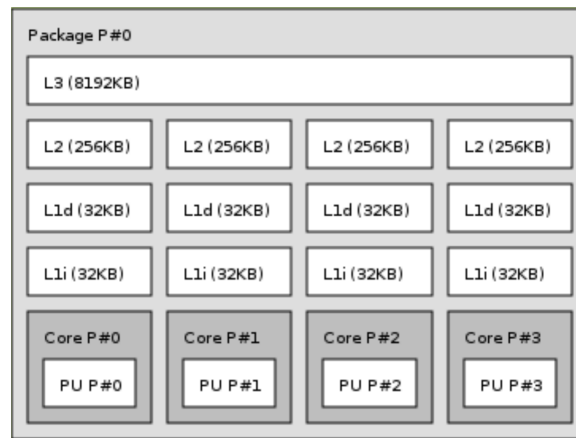 Package P#0
L3 (8192KB)
L2 (256KB) L2 (256KB) L2 (256KB) L2 (256KB)
L1d (32KB) L1d (32KB) L1d (32KB) L1d (32KB)
L1i (32KB) L1i (32KB) L1i (32KB) L1i (32KB)
Core P#0 Core P#1 Core P#2 Core P#3
PU P#0 PU P#1 PU P#2 PU P#3